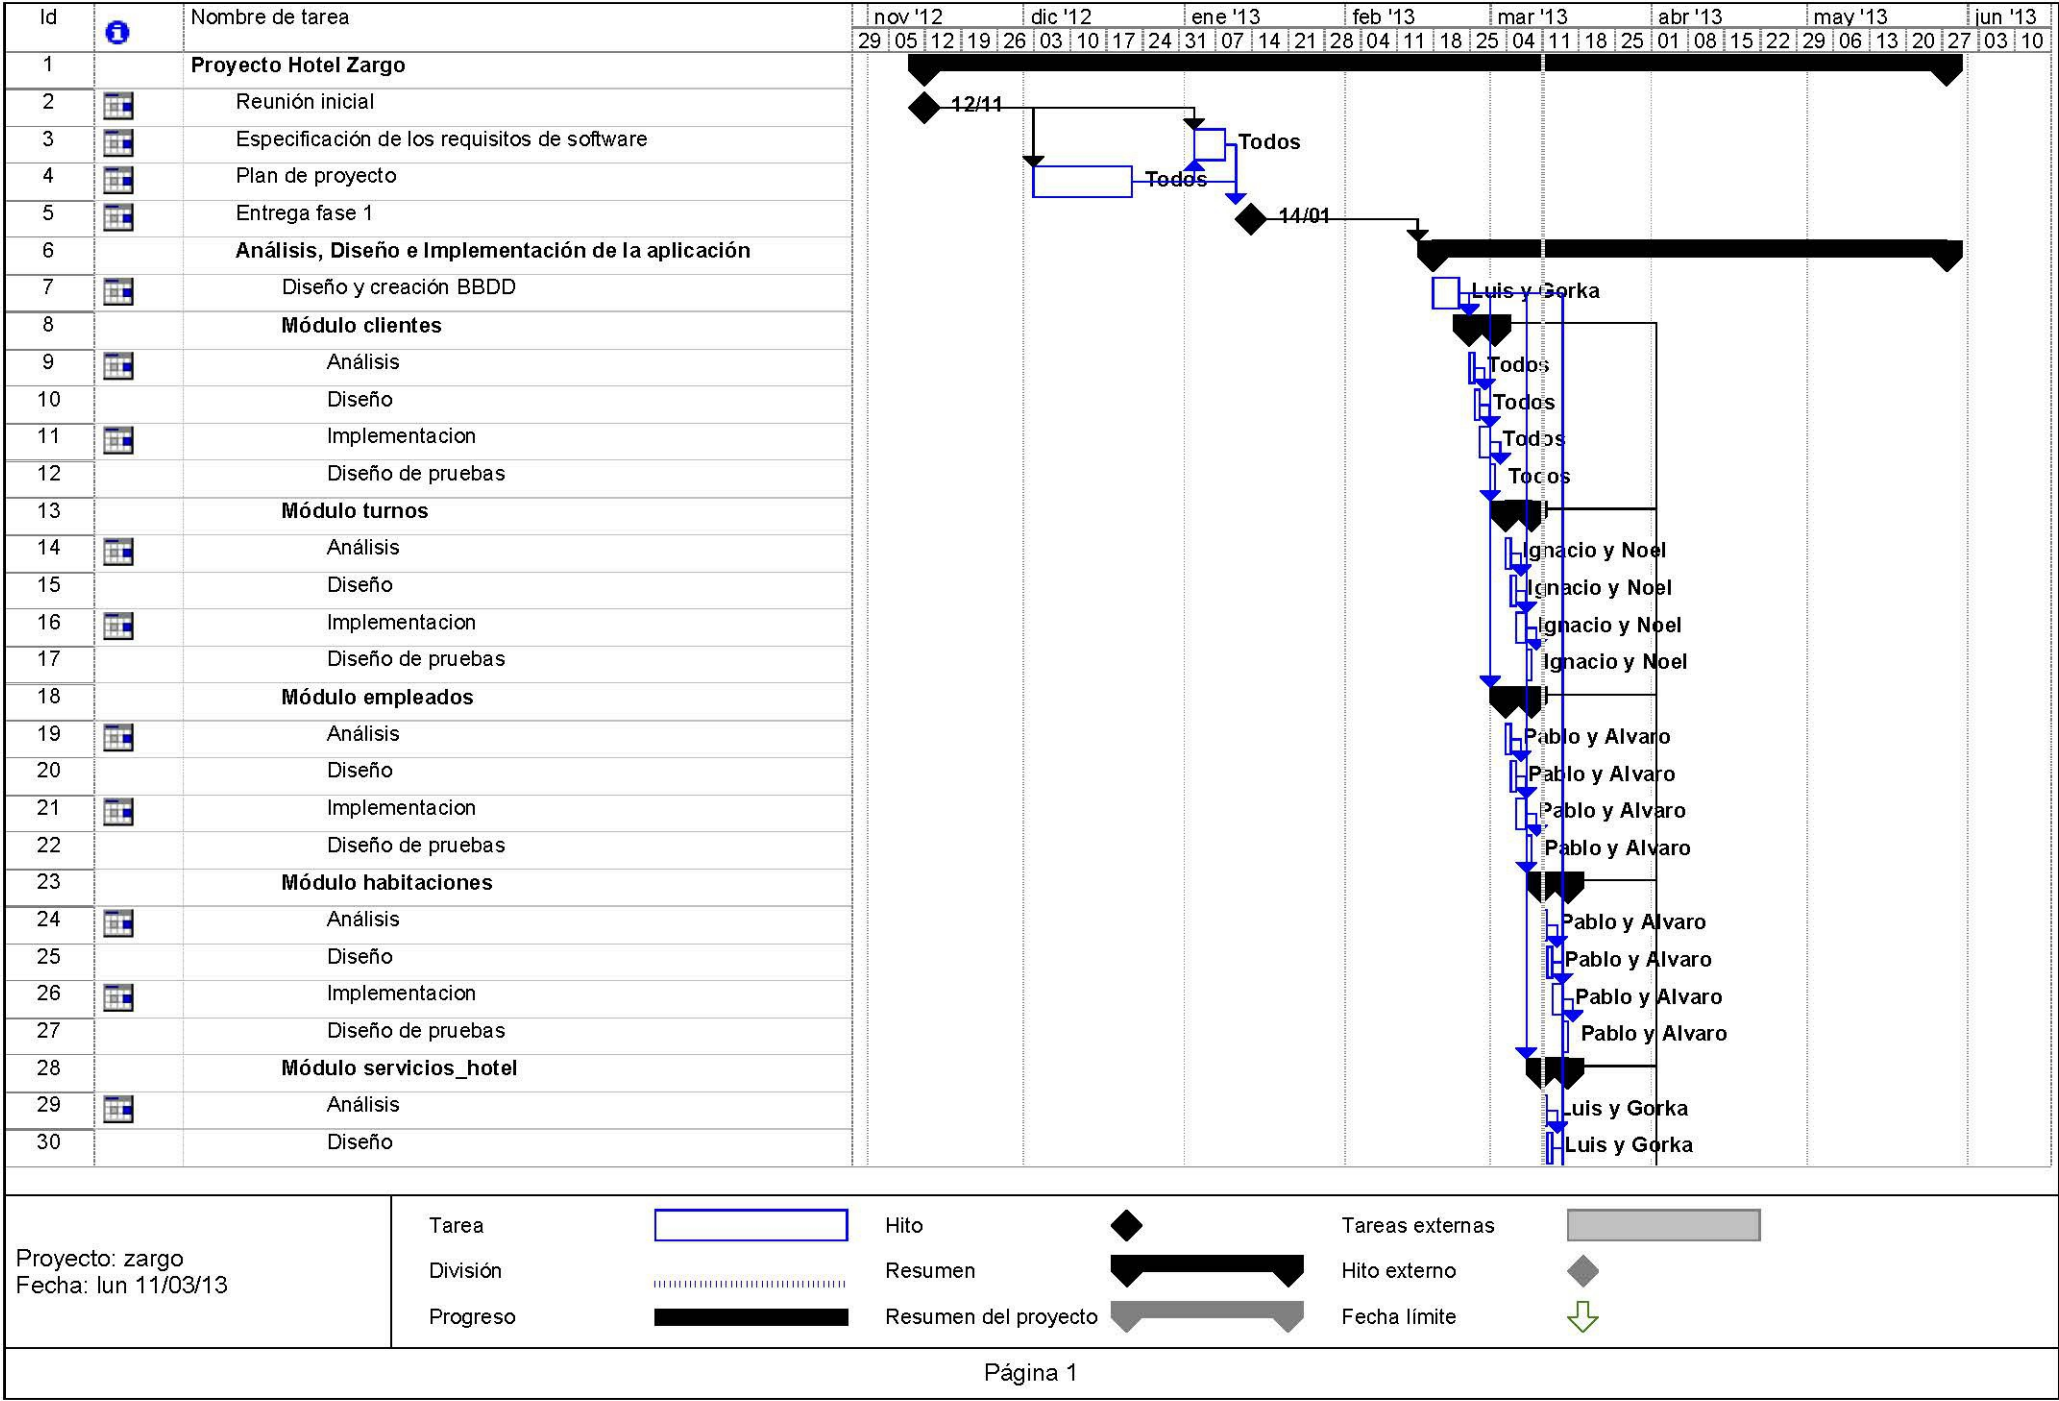 Id Nombre de tarea nov '12 dic '12 ene '13 feb '13 mar '13 abr '13 may '13 jun '13
29 05 12 19 26 03 10 17 24 31 07 14 21 28 04 11 18 25 04 11 18 25 01 08 15 22 29 06 13 20 27 03 10
1 Proyecto Hotel Zargo
2 Reunión inicial 12/11
3 Especificación de los requisitos de software Todos
4 Plan de proyecto Todos
5 Entrega fase 1 14/01
6 Análisis, Diseño e Implementación de la aplicación
7 Diseño y creación BBDD Luis y Gorka
8 Módulo clientes
9 Análisis Todos
10 Diseño Todos
11 Implementacion Todos
12 Diseño de pruebas Todos
13 Módulo turnos
14 Análisis Ignacio y Noel
15 Diseño Ignacio y Noel
16 Implementacion Ignacio y Noel
17 Diseño de pruebas Ignacio y Noel
18 Módulo empleados
19 Análisis Pablo y Alvaro
20 Diseño Pablo y Alvaro
21 Implementacion Pablo y Alvaro
22 Diseño de pruebas Pablo y Alvaro
23 Módulo habitaciones
24 Análisis Pablo y Alvaro
25 Diseño Pablo y Alvaro
26 Implementacion Pablo y Alvaro
27 Diseño de pruebas Pablo y Alvaro
28 Módulo servicios_hotel
29 Análisis Luis y Gorka
30 Diseño Luis y Gorka
Proyecto: zargo
Fecha: lun 11/03/13
Tarea Hito Tareas externas
División Resumen Hito externo
Progreso Resumen del proyecto Fecha límite
Página 1